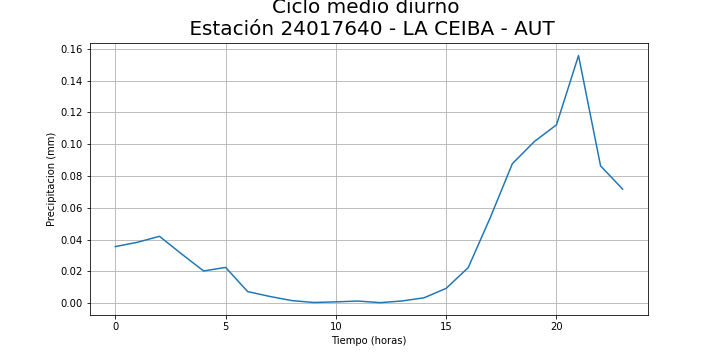 Ciclo medio diurno
Estación 24017640 - LA CEIBA - AUT
0.16
0.14
0.12
0.10
0.08
0.06
0.04
0.02
0.00
Precipitacion (mm)
0 5 10 15 20
Tiempo (horas)